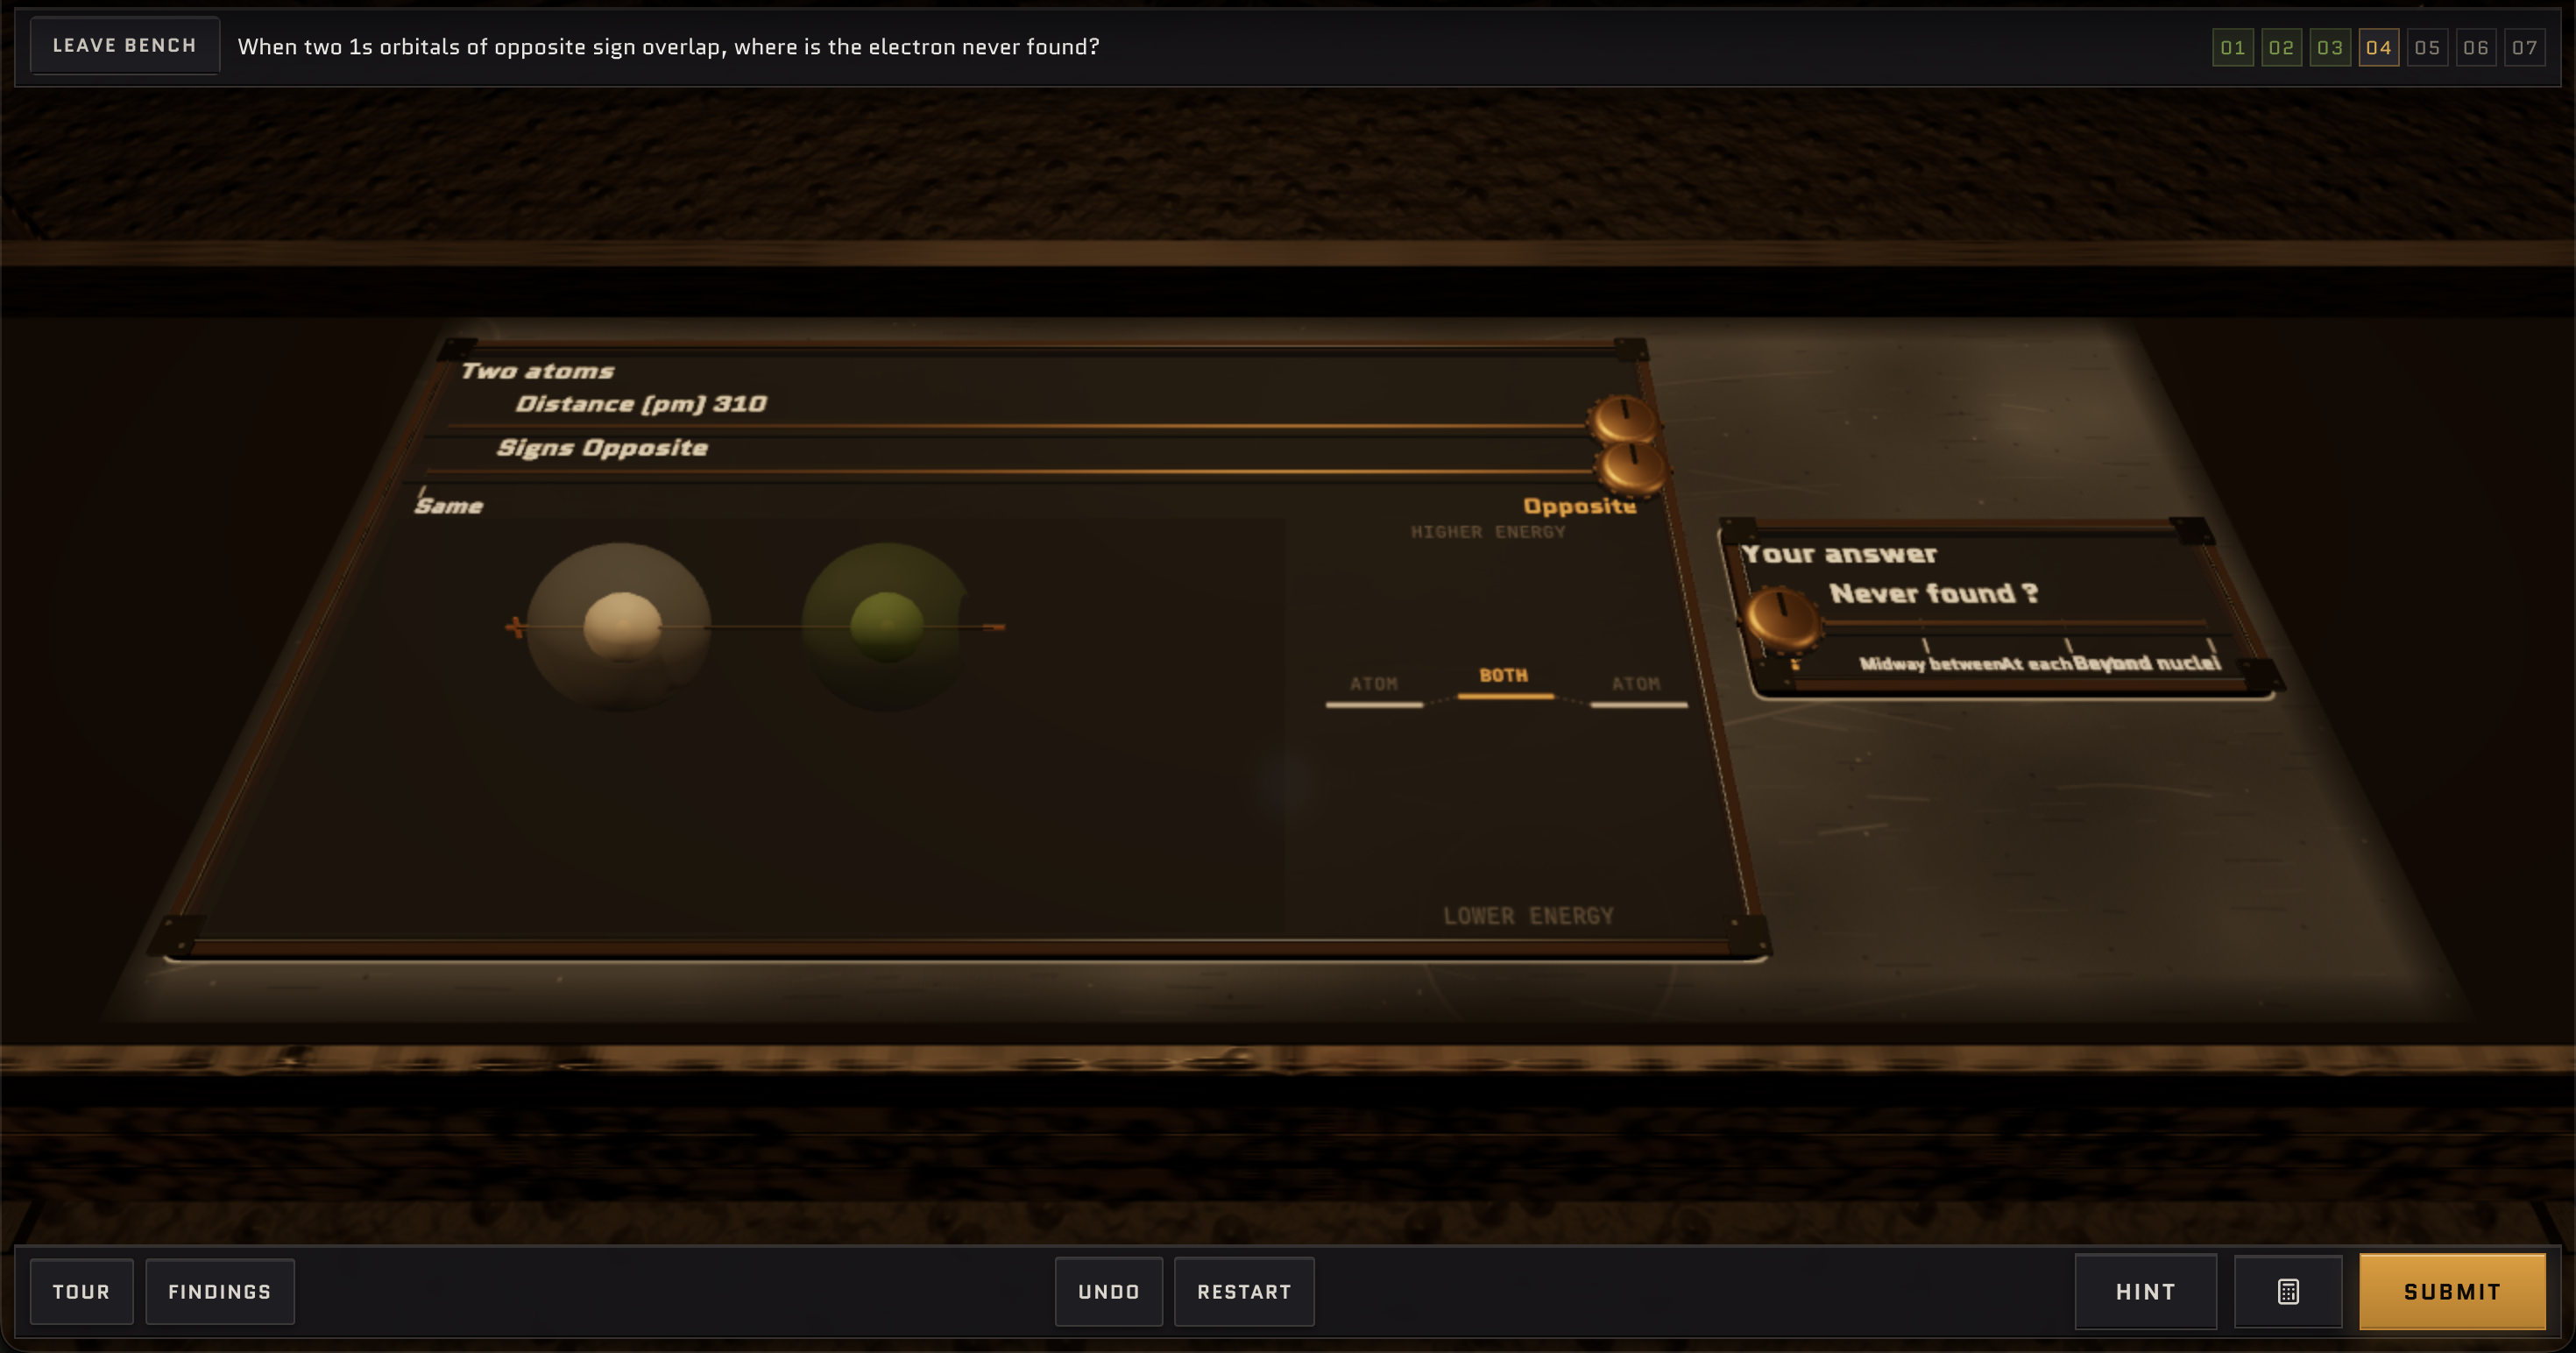 LEAVE BENCH
When two 1s orbitals of opposite sign overlap, where is the electron never found?
01 02 03 04 05 06 07
Two atoms
Distance (pm) 310
Signs Opposite
Same
Opposite
HIGHER ENERGY
+
−
ATOM
BOTH
ATOM
LOWER ENERGY
Your answer
Never found ?
?
Midway between
At each
Beyond nuclei
TOUR
FINDINGS
UNDO
RESTART
HINT
SUBMIT